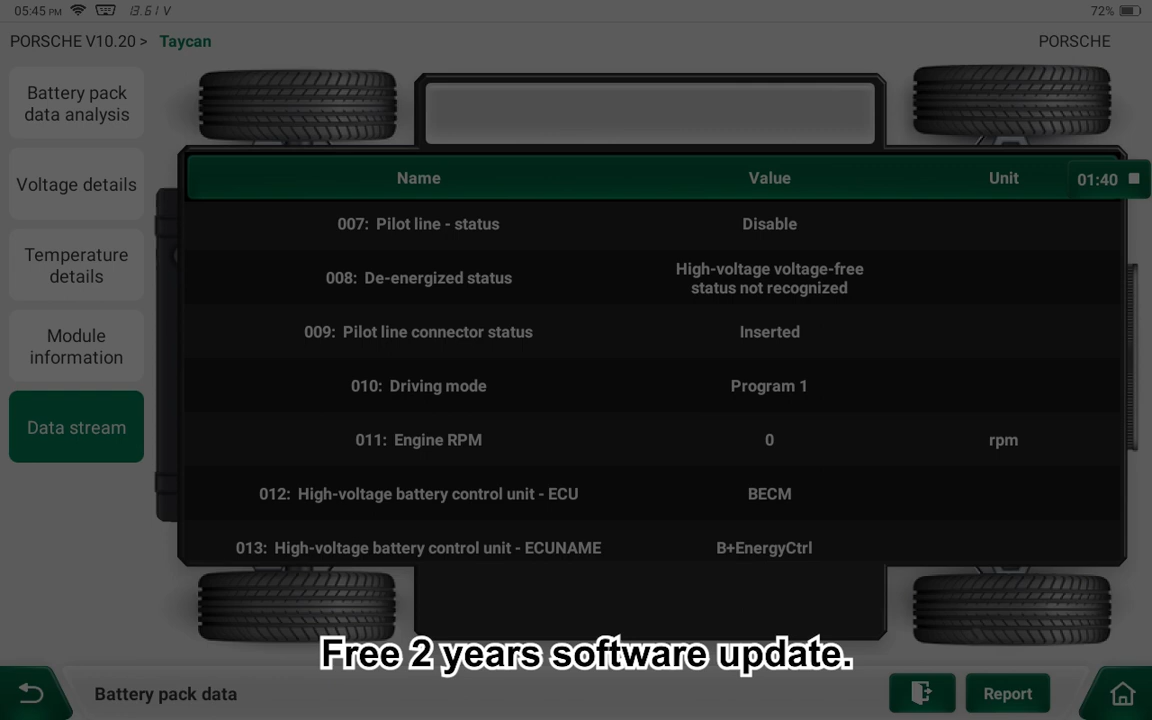 05:45 PM 13.61 V 72%
PORSCHE V10.20 > Taycan PORSCHE
Battery pack
data analysis
Voltage details
Temperature
details
Module
information
Data stream
Name Value Unit 01:40
007: Pilot line - status Disable
008: De-energized status High-voltage voltage-free
status not recognized
009: Pilot line connector status Inserted
010: Driving mode Program 1
011: Engine RPM 0 rpm
012: High-voltage battery control unit - ECU BECM
013: High-voltage battery control unit - ECUNAME B+EnergyCtrl
Free 2 years software update.
Battery pack data Report